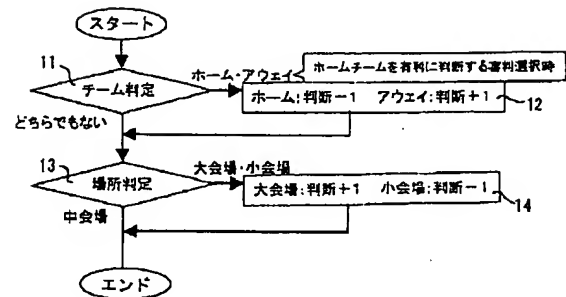 スタート
11
チーム判定
ホーム・アウェイ
ホームチームを有利に判断する審判選択時
ホーム:判断−1 アウェイ:判断+1
12
どちらでもない
13
場所判定
大会場・小会場
大会場:判断+1 小会場:判断−1
14
中会場
エンド